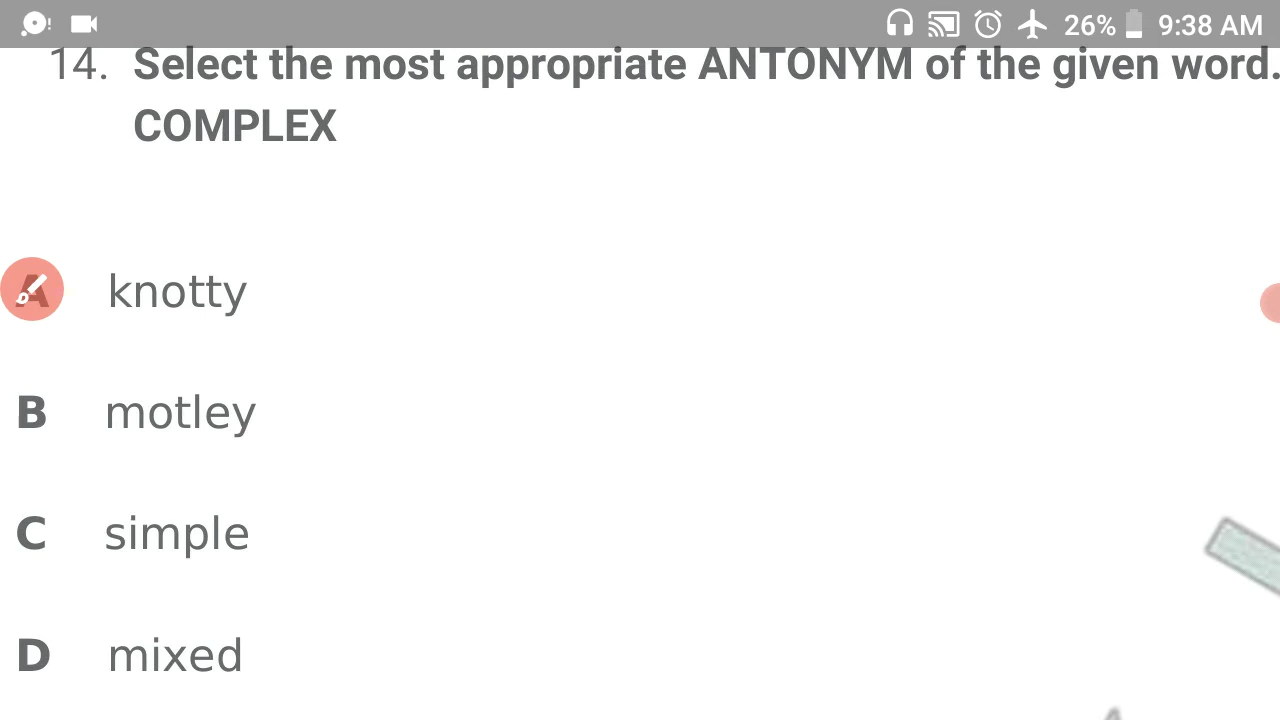 26% 9:38 AM
14. Select the most appropriate ANTONYM of the given word.
COMPLEX
A knotty
B motley
C simple
D mixed